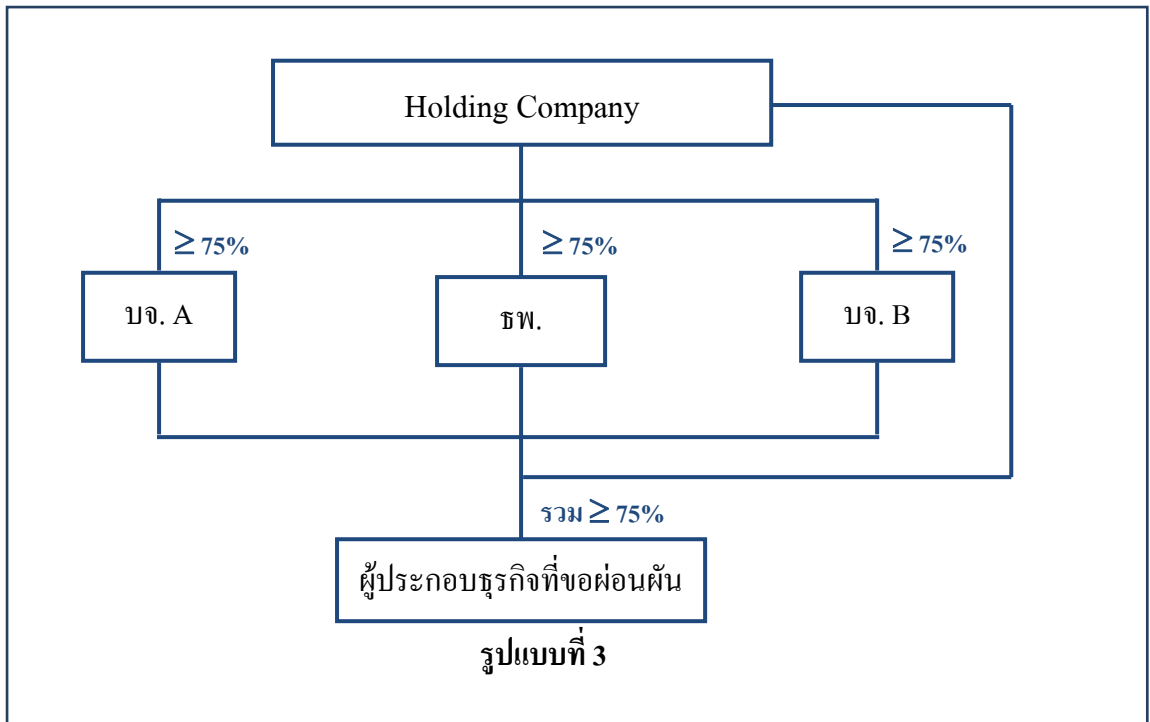 Holding Company
≥ 75%
≥ 75%
≥ 75%
บจ. A
ธพ.
บจ. B
รวม ≥ 75%
ผู้ประกอบธุรกิจที่ขอผ่อนผัน
รูปแบบที่ 3